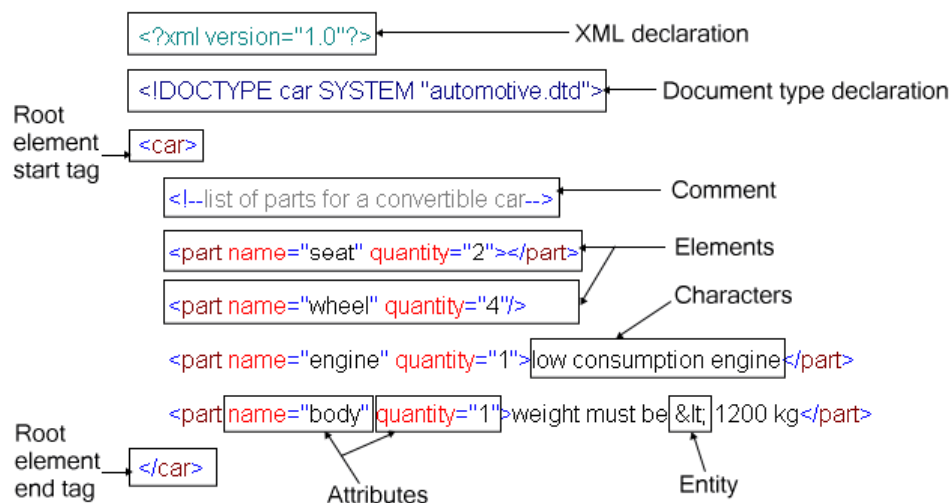 <?xml version="1.0"?>
XML declaration
<!DOCTYPE car SYSTEM "automotive.dtd">
Document type declaration
Root
element
start tag
<car>
<!--list of parts for a convertible car-->
Comment
<part name="seat" quantity="2"></part>
Elements
<part name="wheel" quantity="4"/>
Characters
<part name="engine" quantity="1">low consumption engine</part>
<part name="body" quantity="1">weight must be &lt; 1200 kg</part>
Root
element
end tag
</car>
Attributes
Entity